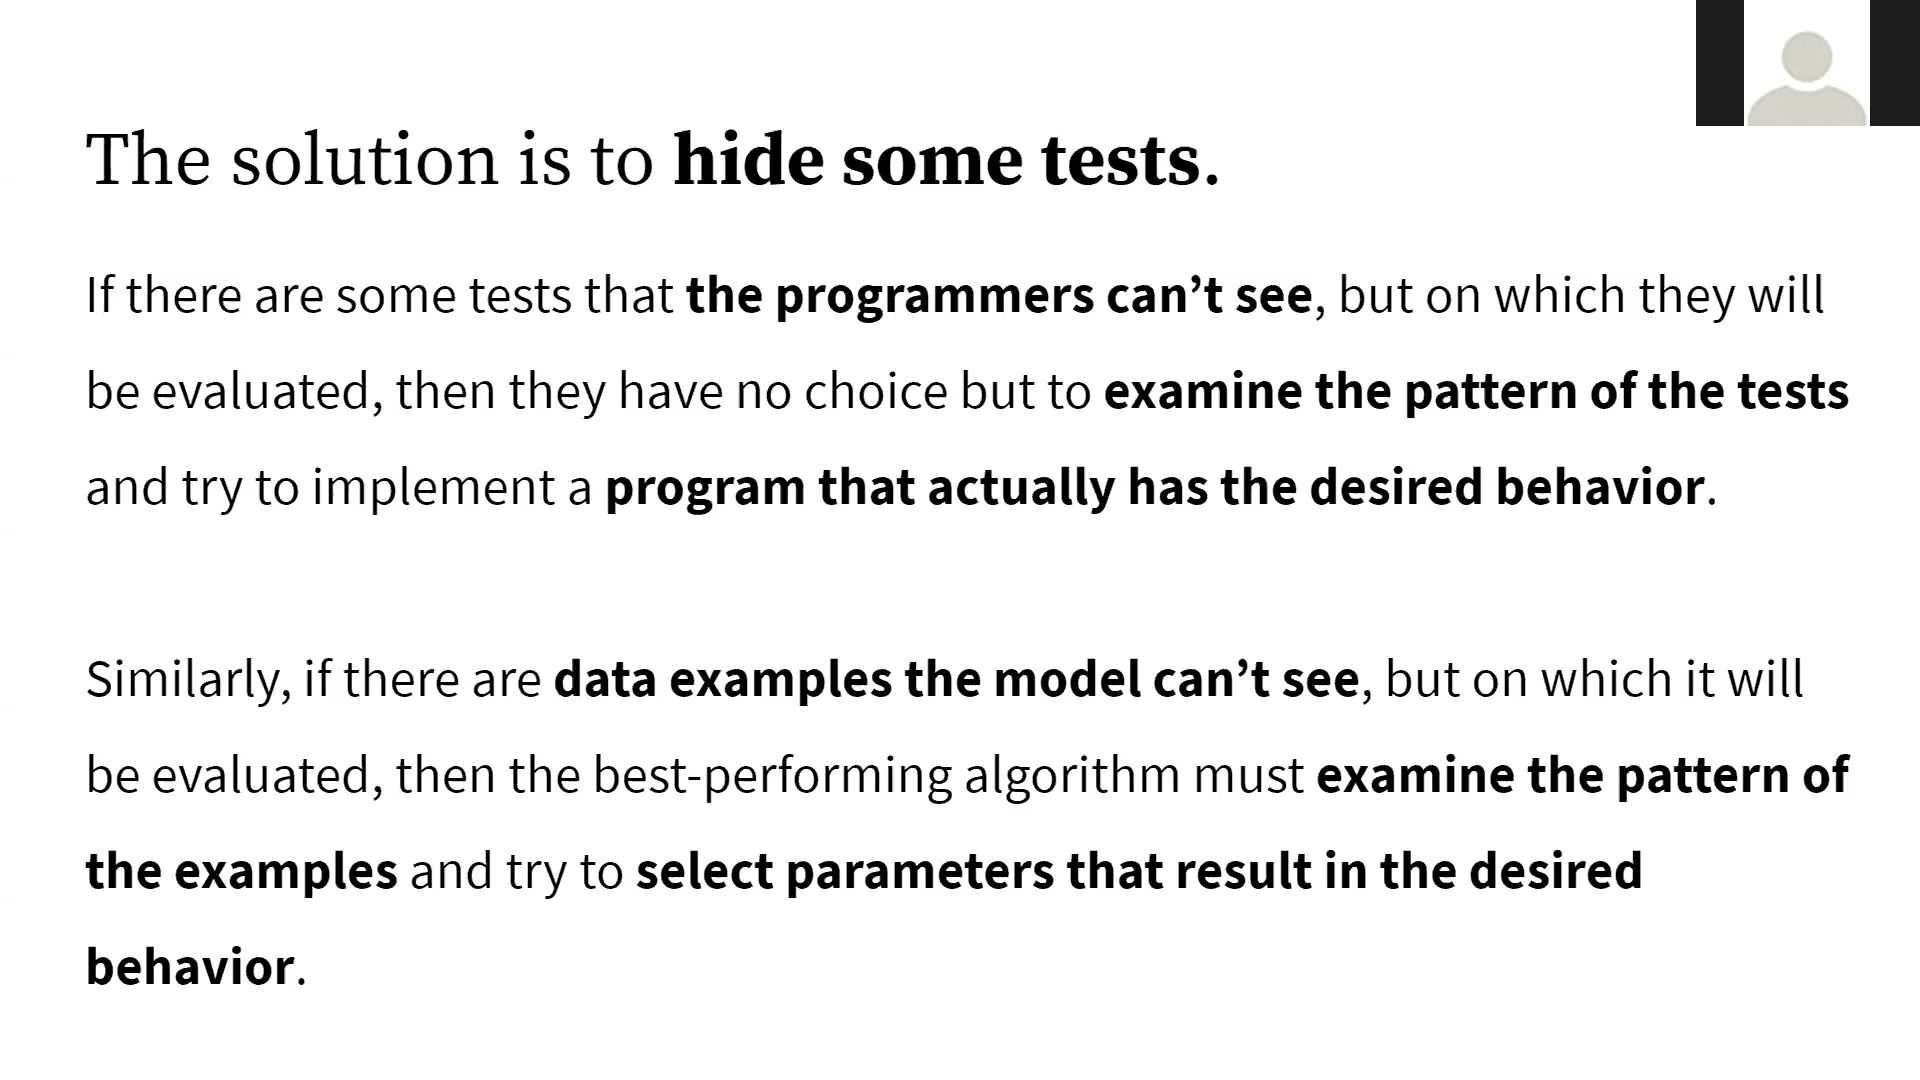 The solution is to hide some tests.
If there are some tests that the programmers can’t see, but on which they will
be evaluated, then they have no choice but to examine the pattern of the tests
and try to implement a program that actually has the desired behavior.
Similarly, if there are data examples the model can’t see, but on which it will
be evaluated, then the best-performing algorithm must examine the pattern of
the examples and try to select parameters that result in the desired
behavior.